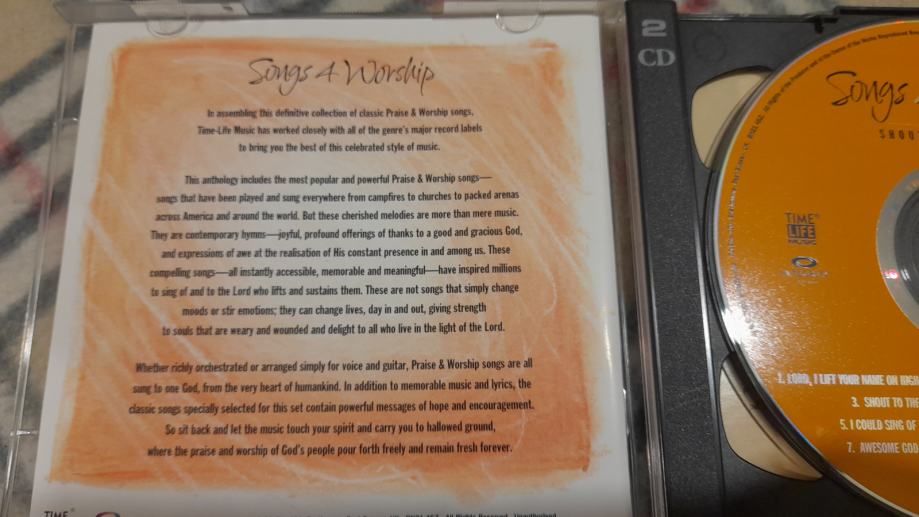 Songs 4 Worship
In assembling this definitive collection of classic Praise & Worship songs,
Time-Life Music has worked closely with all of the genre's major record labels
to bring you the best of this celebrated style of music.
This anthology includes the most popular and powerful Praise & Worship songs—
songs that have been played and sung everywhere from campfires to churches to packed arenas
across America and around the world. But these cherished melodies are more than mere music.
They are contemporary hymns—joyful, profound offerings of thanks to a good and gracious God,
and expressions of awe at the realisation of His constant presence in and among us. These
compelling songs—all instantly accessible, memorable and meaningful—have inspired millions
to sing of and to the Lord who lifts and sustains them. These are not songs that simply change
moods or stir emotions; they can change lives, day in and out, giving strength
to souls that are weary and wounded and delight to all who live in the light of the Lord.
Whether richly orchestrated or arranged simply for voice and guitar, Praise & Worship songs are all
sung to one God, from the very heart of humankind. In addition to memorable music and lyrics, the
classic songs specially selected for this set contain powerful messages of hope and encouragement.
So sit back and let the music touch your spirit and carry you to hallowed ground,
where the praise and worship of God's people pour forth freely and remain fresh forever.
TIME
All Rights Reserved. Unauthorised
2
CD
Songs
TIME
LIFE
MUSIC
1. LORD, I LIFT YOUR NAME ON HIGH
3. SHOUT TO THE
5. I COULD SING OF
7. AWESOME GOD